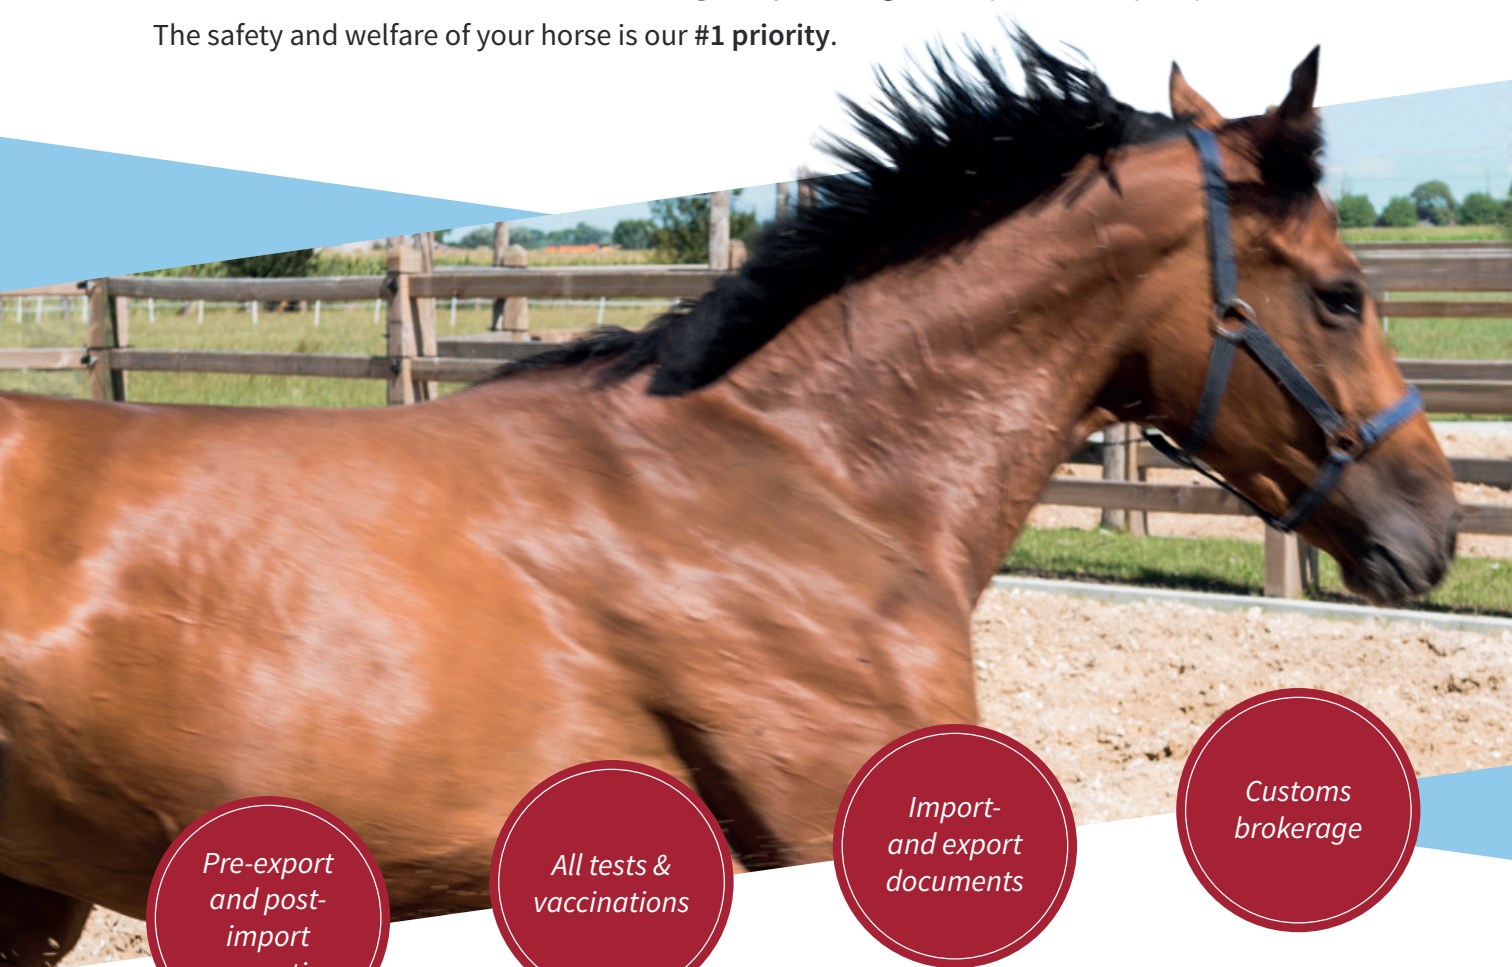 The safety and welfare of your horse is our #1 priority.
Pre-export
and post-
import
All tests &
vaccinations
Import-
and export
documents
Customs
brokerage